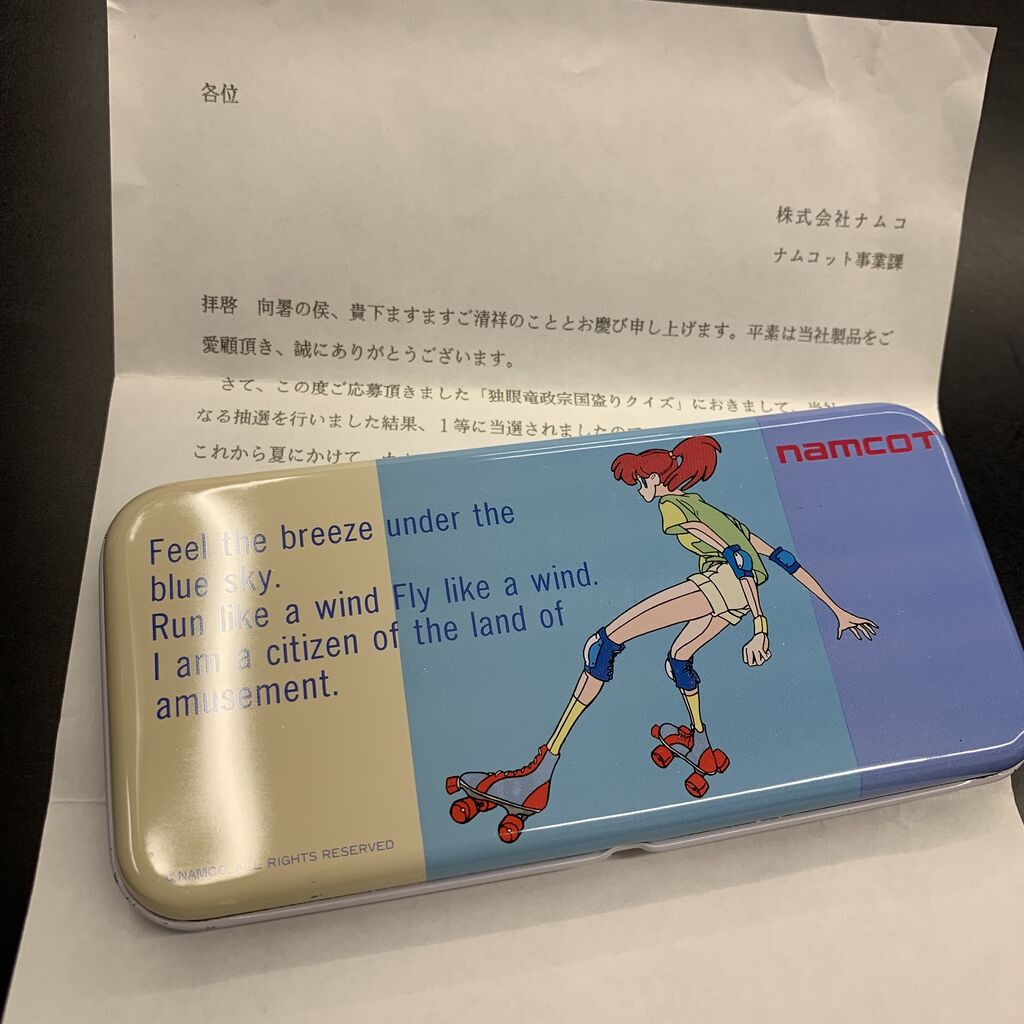 各位
株式会社ナムコ
ナムコット事業課
拝啓　向暑の侯、貴下ますますご清祥のこととお慶び申し上げます。平素は当社製品をご
愛顧頂き、誠にありがとうございます。
さて、この度ご応募頂きました「独眼竜政宗国盗りクイズ」におきまして、
なる抽選を行いました結果、１等に当選されましたので
これから夏にかけて
namcot
Feel the breeze under the
blue sky.
Run like a wind Fly like a wind.
I am a citizen of the land of
amusement.
© NAMCO. ALL RIGHTS RESERVED